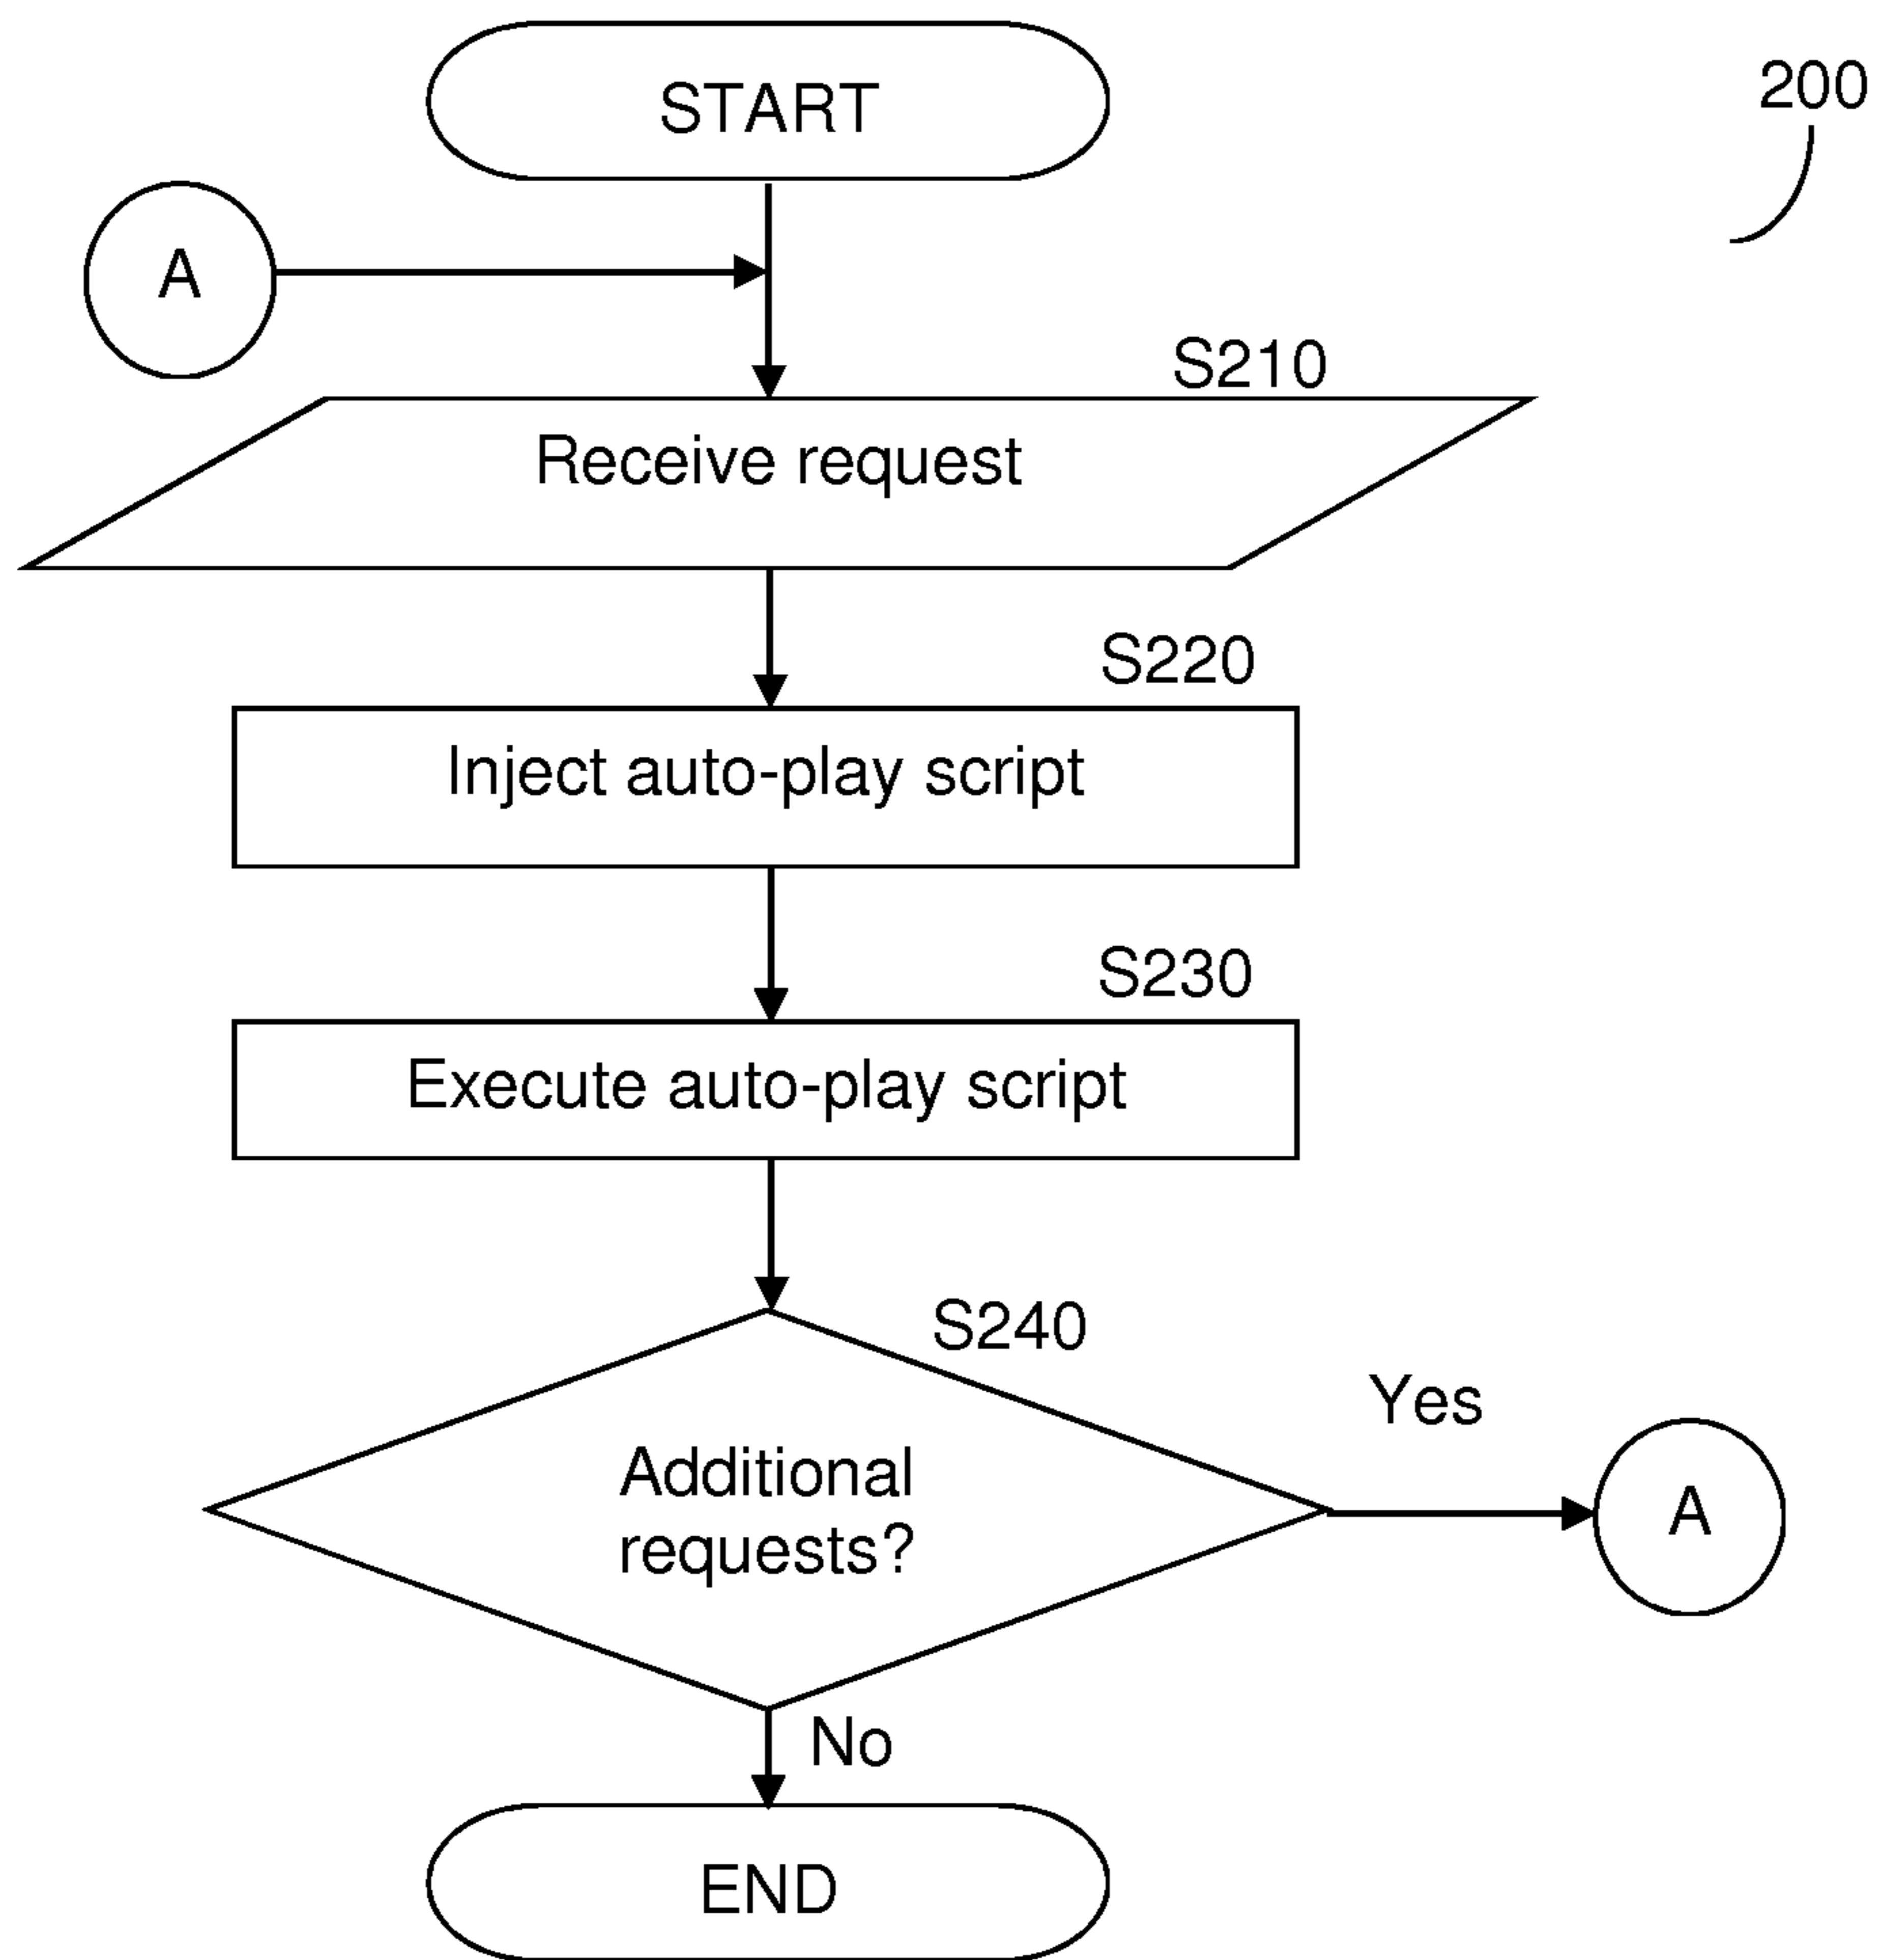 START
200
A
S210
Receive request
S220
Inject auto-play script
S230
Execute auto-play script
S240
Yes
Additional
requests?
A
No
END